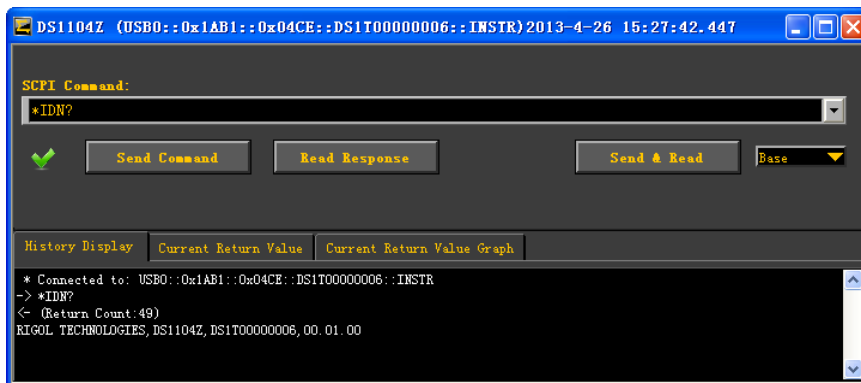 DS1104Z (USB0::0x1AB1::0x04CE::DS1T00000006::INSTR)2013-4-26 15:27:42.447
SCPI Command:
*IDN?
Send Command
Read Response
Send & Read
Base
History Display
Current Return Value
Current Return Value Graph
* Connected to: USB0::0x1AB1::0x04CE::DS1T00000006::INSTR
-> *IDN?
<- (Return Count:49)
RIGOL TECHNOLOGIES,DS1104Z,DS1T00000006,00.01.00